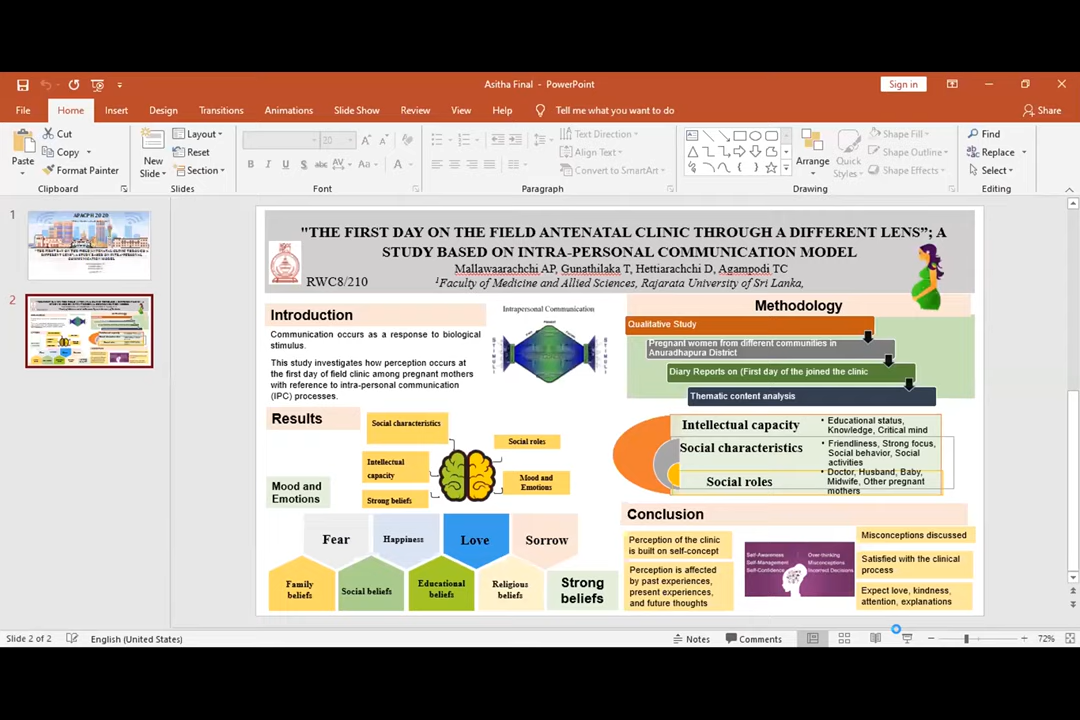 Asitha Final - PowerPoint
Sign in
File Home Insert Design Transitions Animations Slide Show Review View Help Tell me what you want to do Share
Paste
Cut
Copy
Format Painter
Clipboard
New
Slide
Layout
Reset
Section
Slides
20
B I U S abc AV Aa A
Font
Text Direction
Align Text
Convert to SmartArt
Paragraph
Arrange
Quick
Styles
Shape Fill
Shape Outline
Shape Effects
Drawing
Find
Replace
Select
Editing
1
APACPH 2020
2
"THE FIRST DAY ON THE FIELD ANTENATAL CLINIC THROUGH A DIFFERENT LENS"; A
STUDY BASED ON INTRA-PERSONAL COMMUNICATION MODEL
Mallawaarachchi AP, Gunathilaka T, Hettiarachchi D, Agampodi TC
RWC8/210
¹Faculty of Medicine and Allied Sciences, Rajarata University of Sri Lanka,
Introduction
Communication occurs as a response to biological
stimulus.
This study investigates how perception occurs at
the first day of field clinic among pregnant mothers
with reference to intra-personal communication
(IPC) processes.
Intrapersonal Communication
STIMULI
Methodology
Qualitative Study
Pregnant women from different communities in
Anuradhapura District
Diary Reports on (First day of the joined the clinic
Thematic content analysis
Results
Social characteristics
Social roles
Intellectual
capacity
Mood and
Emotions
Strong beliefs
Mood and
Emotions
Fear
Happiness
Love
Sorrow
Family
beliefs
Social beliefs
Educational
beliefs
Religious
beliefs
Strong
beliefs
Intellectual capacity
• Educational status,
Knowledge, Critical mind
Social characteristics
• Friendliness, Strong focus,
Social behavior, Social
activities
Social roles
• Doctor, Husband, Baby,
Midwife, Other pregnant
mothers
Conclusion
Perception of the clinic
is built on self-concept
Perception is affected
by past experiences,
present experiences,
and future thoughts
Self-Awareness
Self-Management
Self-Confidence
Over thinking
Misconceptions
Incorrect Decisions
Misconceptions discussed
Satisfied with the clinical
process
Expect love, kindness,
attention, explanations
Slide 2 of 2
English (United States)
Notes
Comments
72%